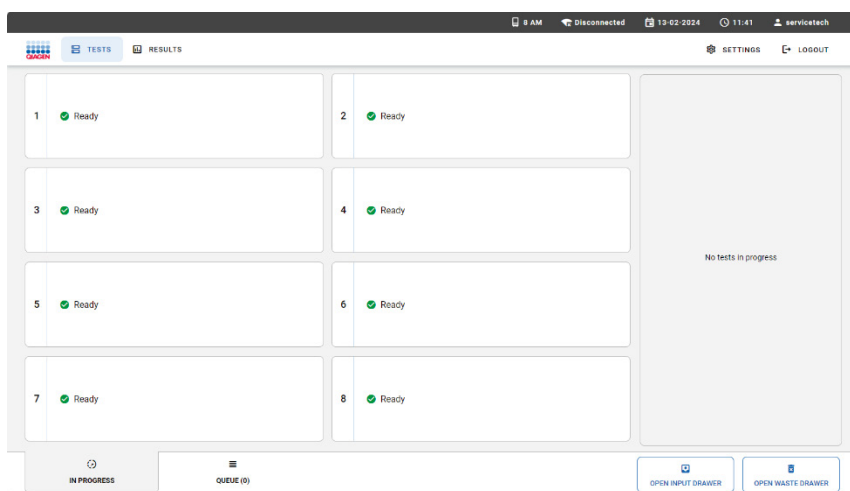 8 AM Disconnected 13-02-2024 11:41 servicetech
QIAGEN TESTS RESULTS SETTINGS LOGOUT
1 Ready
2 Ready
3 Ready
4 Ready
No tests in progress
5 Ready
6 Ready
7 Ready
8 Ready
IN PROGRESS
QUEUE (0)
OPEN INPUT DRAWER
OPEN WASTE DRAWER